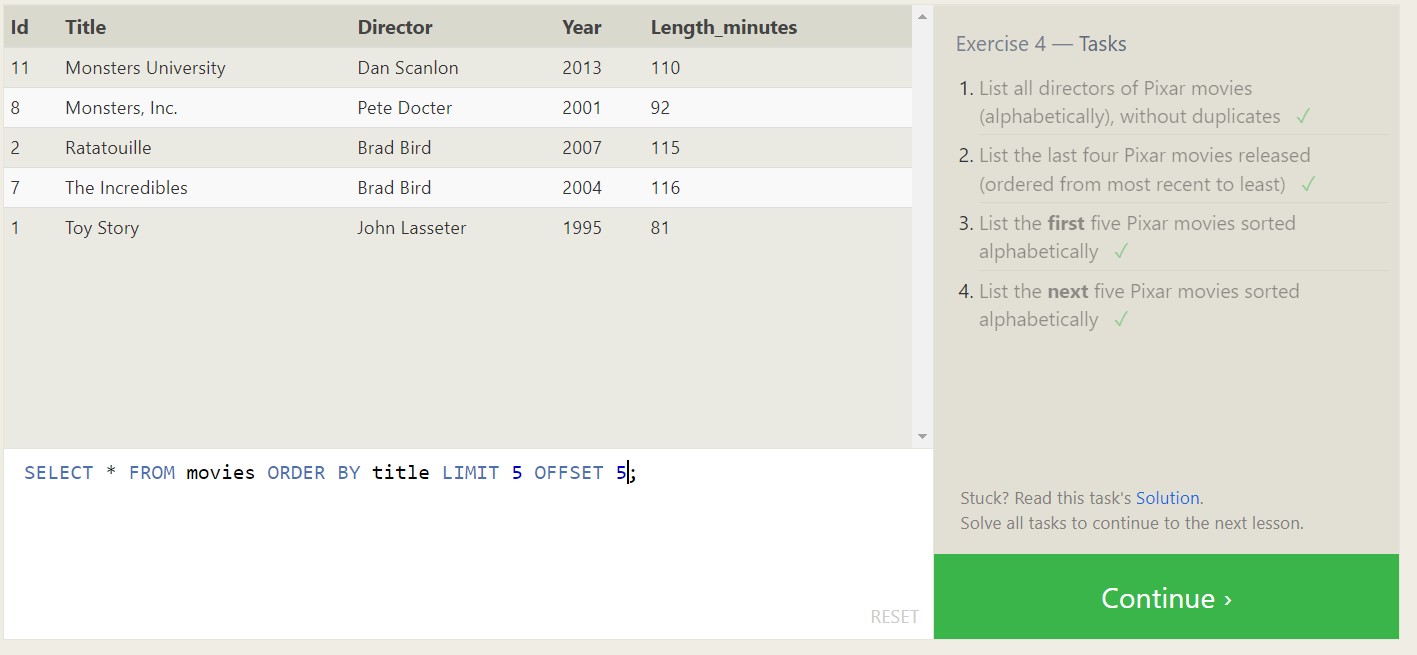 Id Title Director Year Length_minutes
11 Monsters University Dan Scanlon 2013 110
8 Monsters, Inc. Pete Docter 2001 92
2 Ratatouille Brad Bird 2007 115
7 The Incredibles Brad Bird 2004 116
1 Toy Story John Lasseter 1995 81
SELECT * FROM movies ORDER BY title LIMIT 5 OFFSET 5;
RESET
Exercise 4 — Tasks
1. List all directors of Pixar movies
(alphabetically), without duplicates ✓
2. List the last four Pixar movies released
(ordered from most recent to least) ✓
3. List the first five Pixar movies sorted
alphabetically ✓
4. List the next five Pixar movies sorted
alphabetically ✓
Stuck? Read this task's Solution.
Solve all tasks to continue to the next lesson.
Continue ›